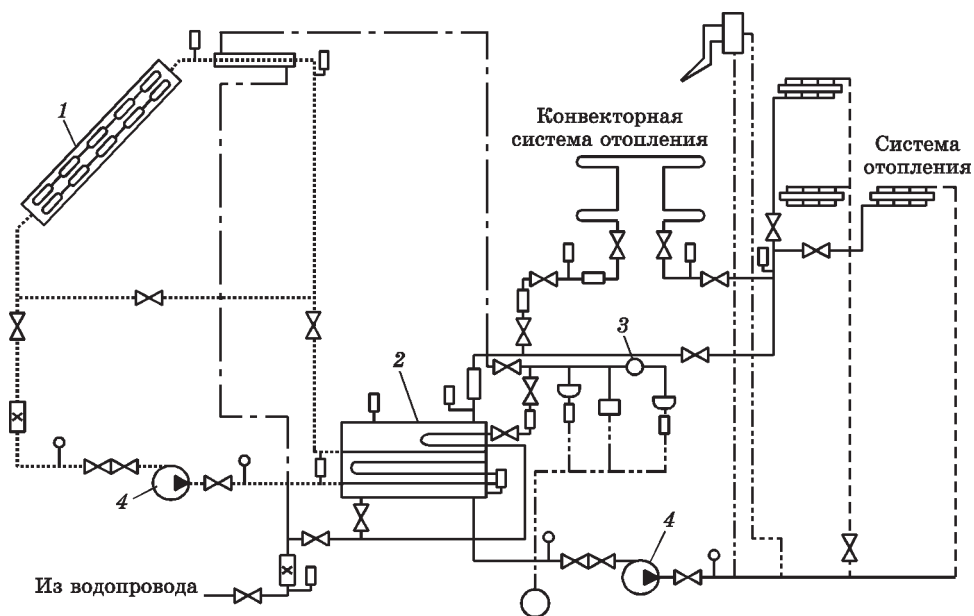 1
Конвекторная
система отопления
Система
отопления
3
2
4
4
Из водопровода